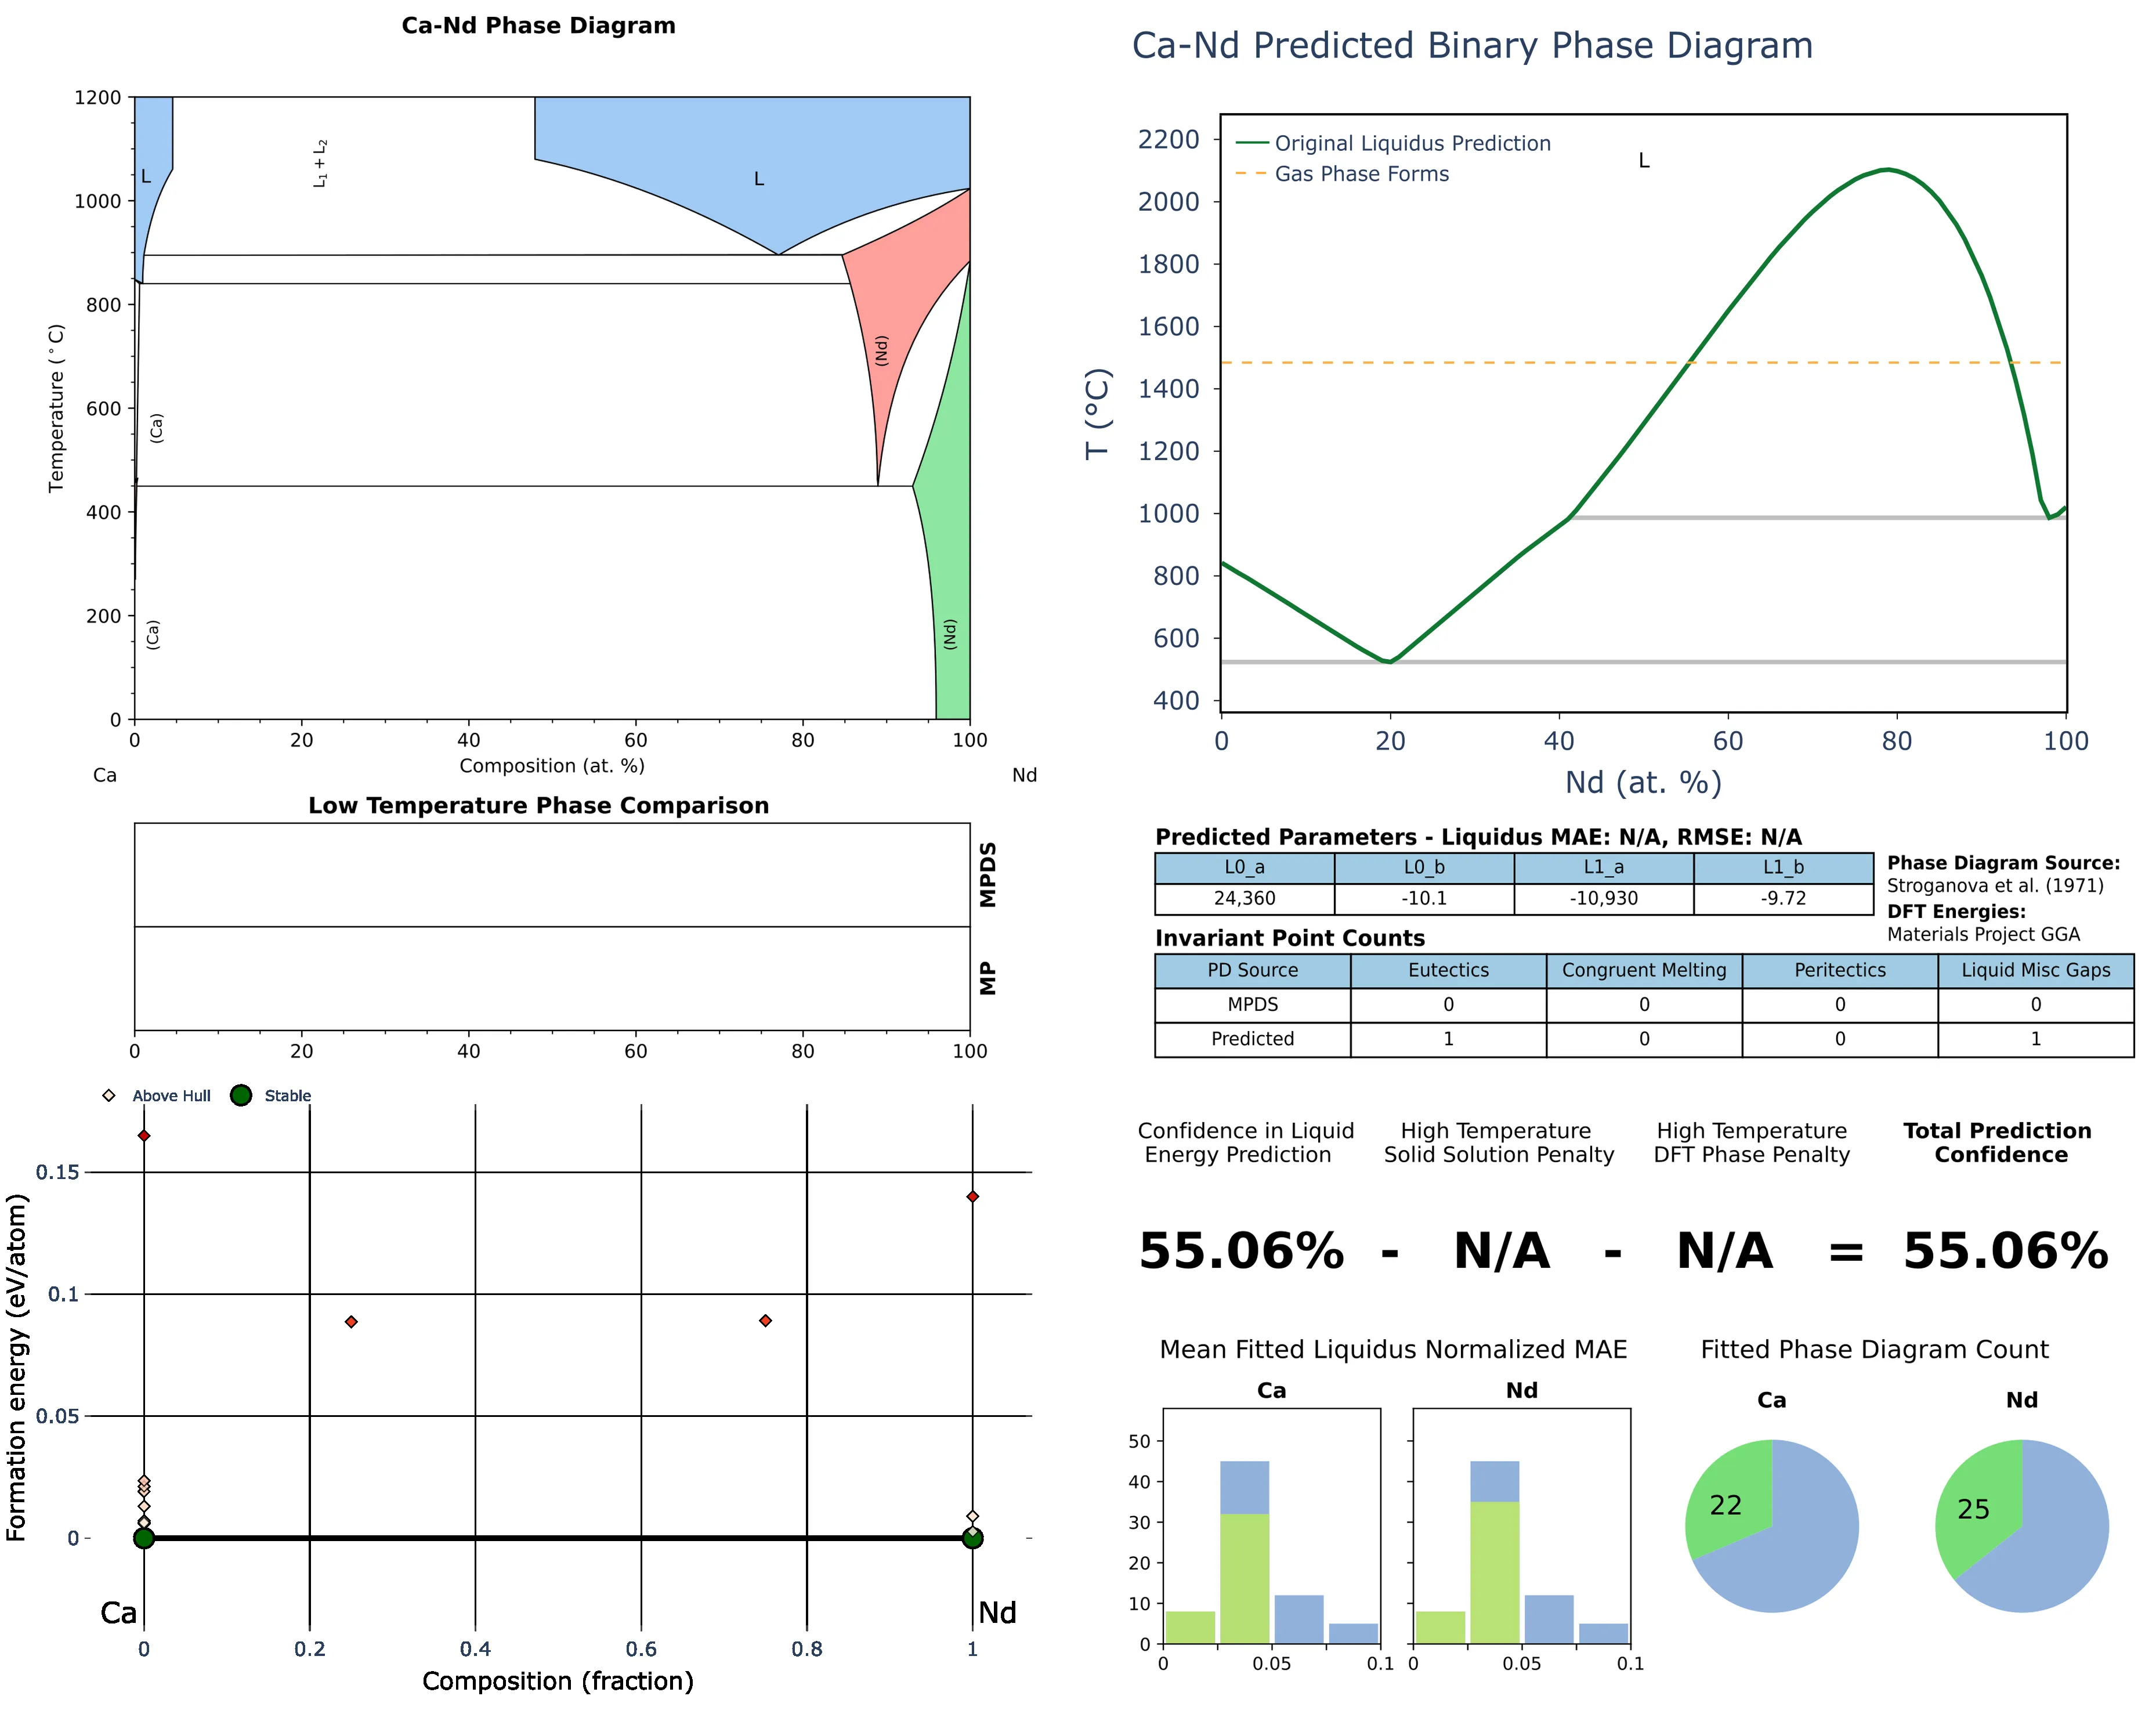 Ca-Nd Phase Diagram
1200
1000
800
600
400
200
0
Temperature (°C)
L
L1 + L2
L
(Nd)
(Ca)
(Ca)
(Nd)
0 20 40 60 80 100
Composition (at. %)
Ca Nd
Low Temperature Phase Comparison
MPDS
MP
0 20 40 60 80 100
Above Hull Stable
0.15
0.1
0.05
0
Formation energy (eV/atom)
Ca Nd
0 0.2 0.4 0.6 0.8 1
Composition (fraction)
Ca-Nd Predicted Binary Phase Diagram
Original Liquidus Prediction
Gas Phase Forms
L
2200
2000
1800
1600
1400
1200
1000
800
600
400
T (°C)
0 20 40 60 80 100
Nd (at. %)
Predicted Parameters - Liquidus MAE: N/A, RMSE: N/A
L0_a L0_b L1_a L1_b
24,360 -10.1 -10,930 -9.72
Phase Diagram Source:
Stroganova et al. (1971)
DFT Energies:
Materials Project GGA
Invariant Point Counts
PD Source Eutectics Congruent Melting Peritectics Liquid Misc Gaps
MPDS 0 0 0 0
Predicted 1 0 0 1
Confidence in Liquid
Energy Prediction
High Temperature
Solid Solution Penalty
High Temperature
DFT Phase Penalty
Total Prediction
Confidence
55.06% - N/A - N/A = 55.06%
Mean Fitted Liquidus Normalized MAE
Ca Nd
50
40
30
20
10
0
0 0.05 0.1 0 0.05 0.1
Fitted Phase Diagram Count
Ca Nd
22 25